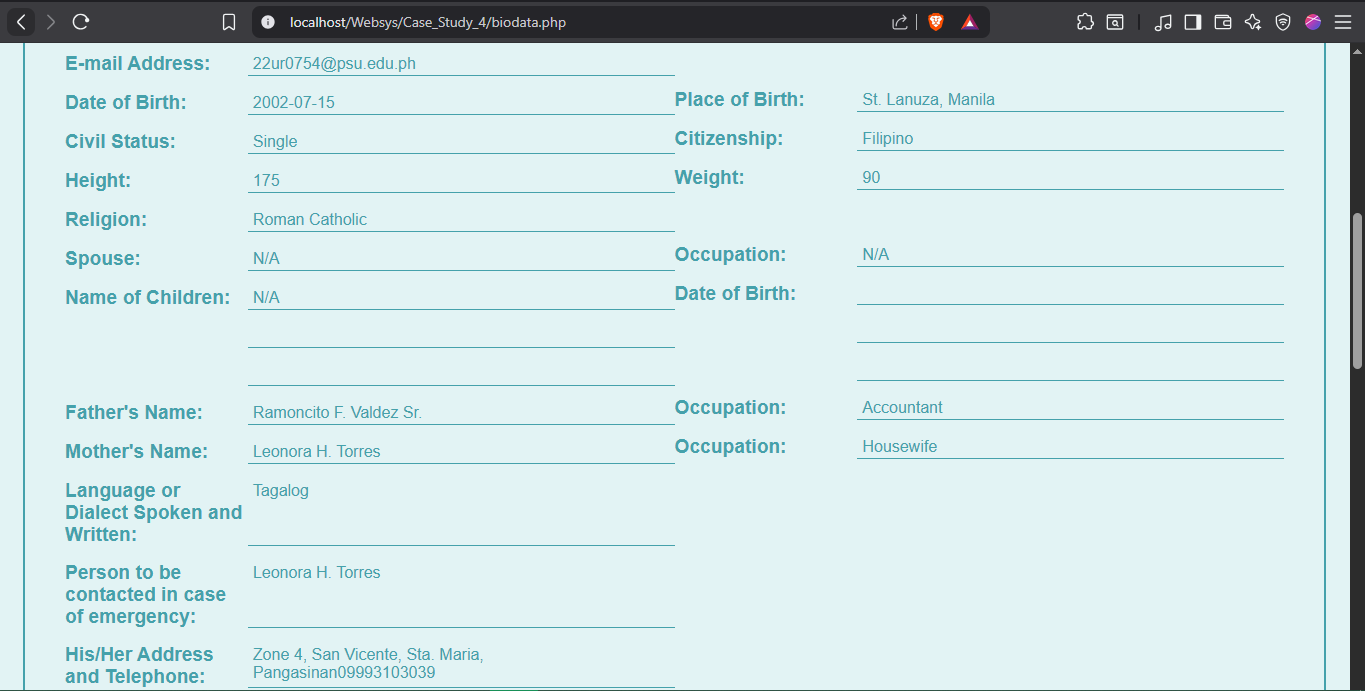 localhost/Websys/Case_Study_4/biodata.php
E-mail Address: 22ur0754@psu.edu.ph
Date of Birth: 2002-07-15 Place of Birth: St. Lanuza, Manila
Civil Status: Single Citizenship: Filipino
Height: 175 Weight: 90
Religion: Roman Catholic
Spouse: N/A Occupation: N/A
Name of Children: N/A Date of Birth:
Father's Name: Ramoncito F. Valdez Sr. Occupation: Accountant
Mother's Name: Leonora H. Torres Occupation: Housewife
Language or Tagalog
Dialect Spoken and
Written:
Person to be Leonora H. Torres
contacted in case
of emergency:
His/Her Address Zone 4, San Vicente, Sta. Maria,
and Telephone: Pangasinan09993103039